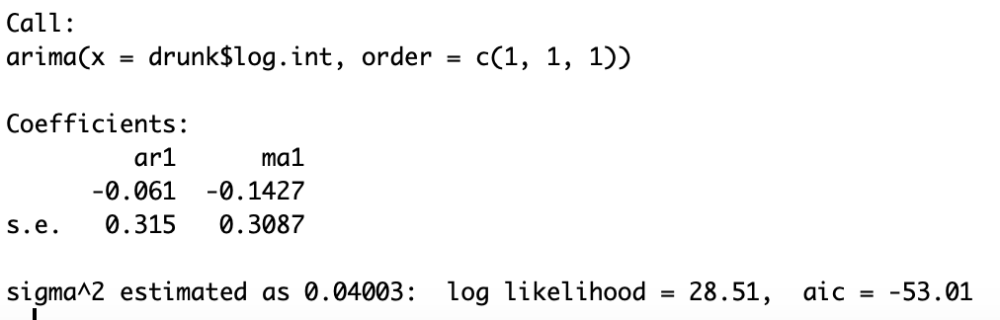 Call:
arima(x = drunk$log.int, order = c(1, 1, 1))
Coefficients:
ar1 ma1
-0.061 -0.1427
s.e. 0.315 0.3087
sigma^2 estimated as 0.04003: log likelihood = 28.51, aic = -53.01